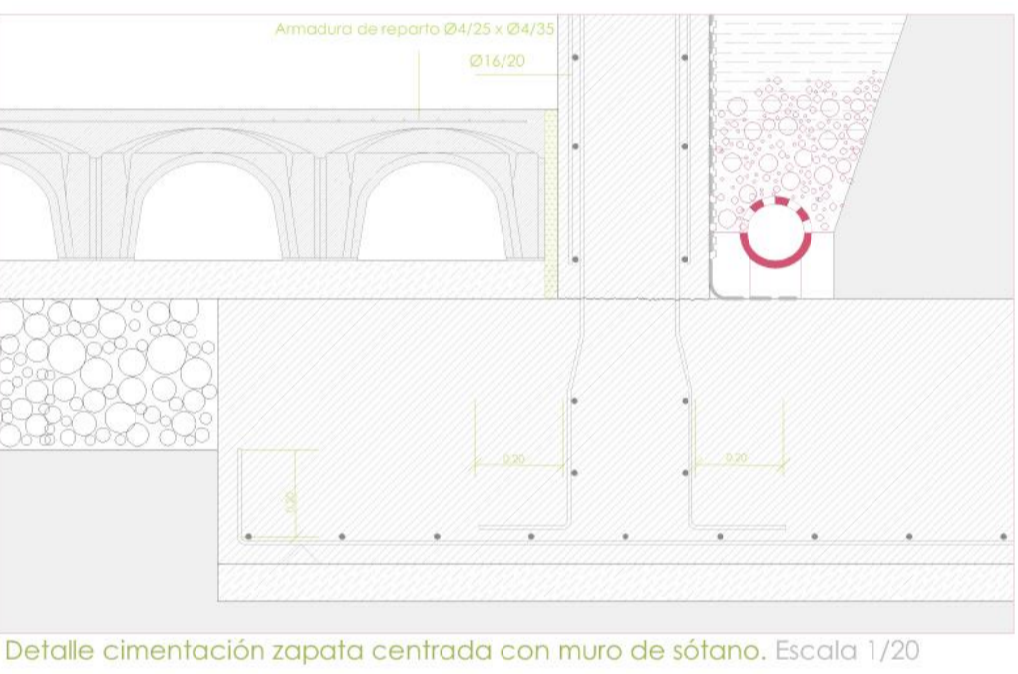 Armadura de reparto Ø4/25 x Ø4/35
Ø16/20
0,20
0,20
0,20
Detalle cimentación zapata centrada con muro de sótano. Escala 1/20